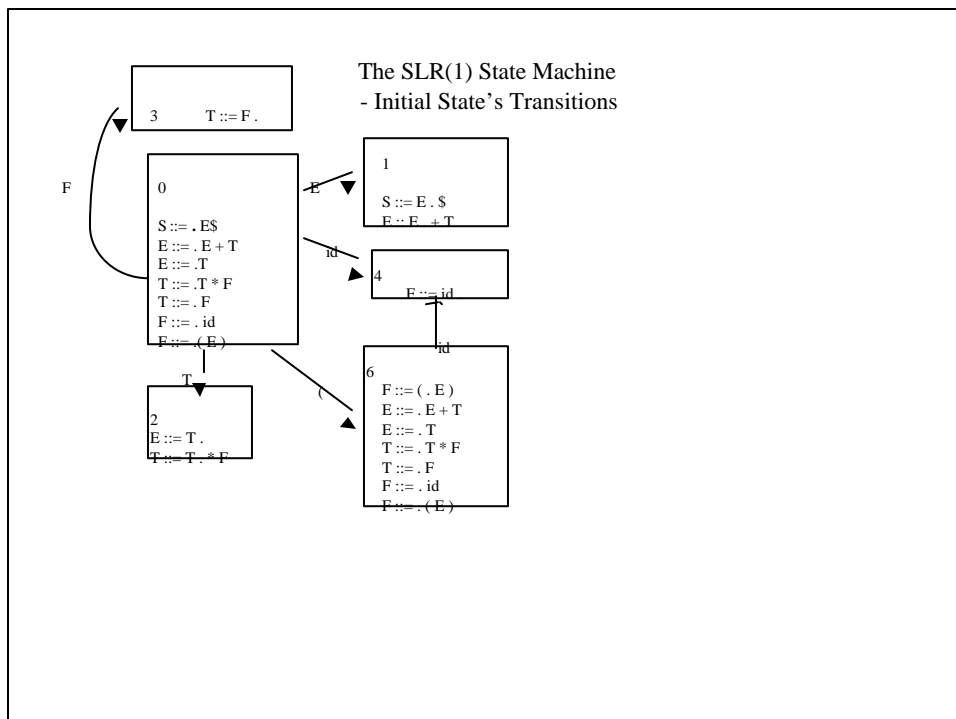 The SLR(1) State Machine
- Initial State's Transitions
3 T ::= F .
F
0
S ::= . E$
E ::= . E + T
E ::= .T
T ::= .T * F
T ::= . F
F ::= . id
F ::= .( E )
E
1
S ::= E . $
E :: E . + T
id
4
F ::= id
id
T
(
2
E ::= T .
T ::= T . * F
6
F ::= ( . E )
E ::= . E + T
E ::= . T
T ::= . T * F
T ::= . F
F ::= . id
F ::= . ( E )